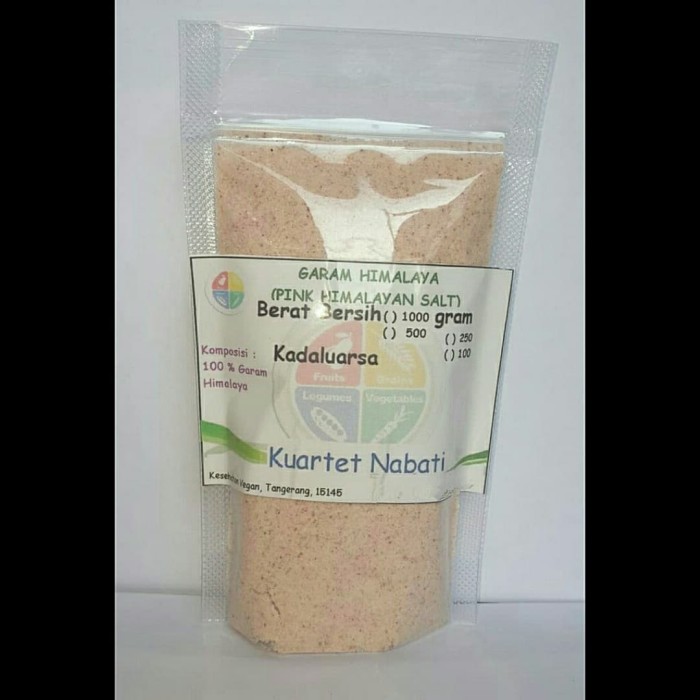 GARAM HIMALAYA
(PINK HIMALAYAN SALT)
Berat Bersih () 1000 gram
() 500 () 250
() 100
Komposisi :
100 % Garam
Himalaya
Kadaluarsa
Fruits Grains
Legumes Vegetables
Kuartet Nabati
Vegan, Tangerang, 15145